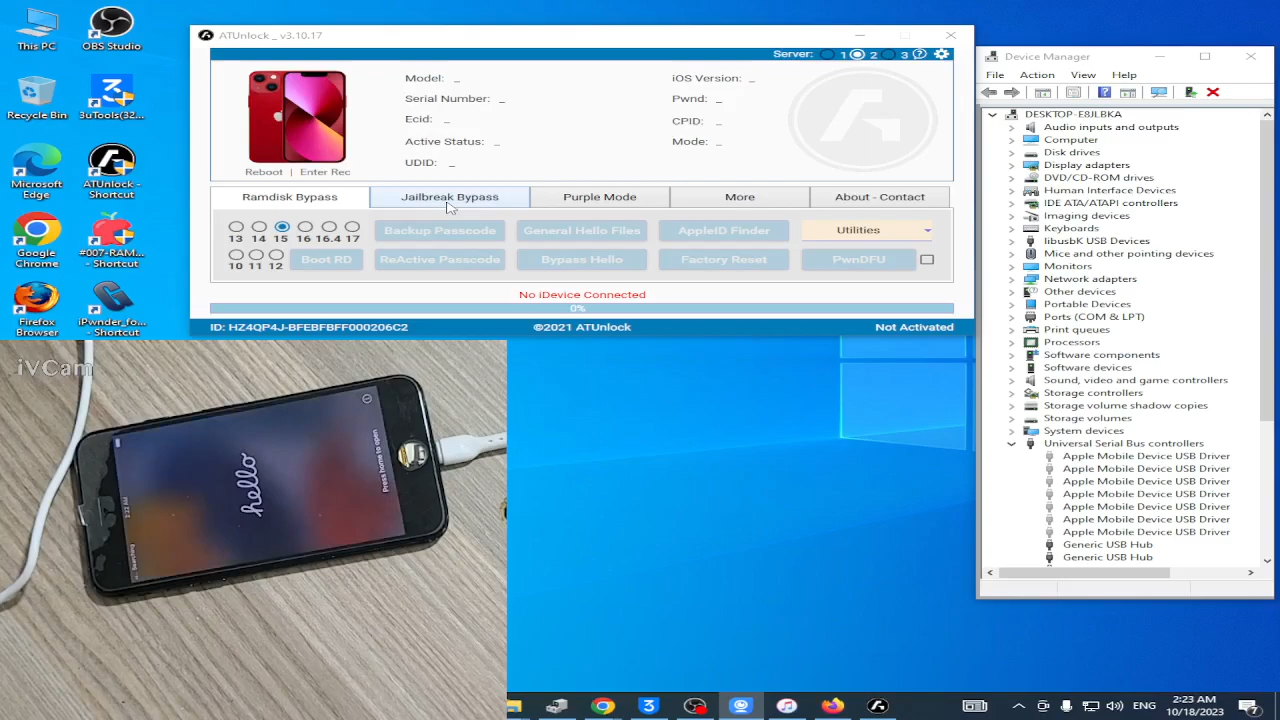 This PC
OBS Studio
Recycle Bin
3uTools(32...
Microsoft
Edge
ATUnlock -
Shortcut
Google
Chrome
#007-RAM...
- Shortcut
Firefox
Browser
iPwnder_fo...
- Shortcut
ATUnlock _ v3.10.17
Server: 1 2 3
Model: _
Serial Number: _
Ecid: _
Active Status: _
UDID: _
iOS Version: _
Pwnd: _
CPID: _
Mode: _
Reboot | Enter Rec
Ramdisk Bypass
Jailbreak Bypass
Purple Mode
More
About - Contact
13 14 15 16 16.4 17
10 11 12
Boot RD
Backup Passcode
General Hello Files
AppleID Finder
Utilities
ReActive Passcode
Bypass Hello
Factory Reset
PwnDFU
No iDevice Connected
0%
ID: HZ4QP4J-BFEBFBFF000206C2
©2021 ATUnlock
Not Activated
Device Manager
File Action View Help
DESKTOP-E8JLBKA
Audio inputs and outputs
Computer
Disk drives
Display adapters
DVD/CD-ROM drives
Human Interface Devices
IDE ATA/ATAPI controllers
Imaging devices
Keyboards
libusbK USB Devices
Mice and other pointing devices
Monitors
Network adapters
Other devices
Portable Devices
Ports (COM & LPT)
Print queues
Processors
Software components
Software devices
Sound, video and game controllers
Storage controllers
Storage volume shadow copies
Storage volumes
System devices
Universal Serial Bus controllers
Apple Mobile Device USB Driver
Apple Mobile Device USB Driver
Apple Mobile Device USB Driver
Apple Mobile Device USB Driver
Apple Mobile Device USB Driver
Apple Mobile Device USB Driver
Apple Mobile Device USB Driver
Generic USB Hub
Generic USB Hub
iVCam
Searching
2:22 AM
hello
Press home to open
ENG
2:23 AM
10/18/2023
7